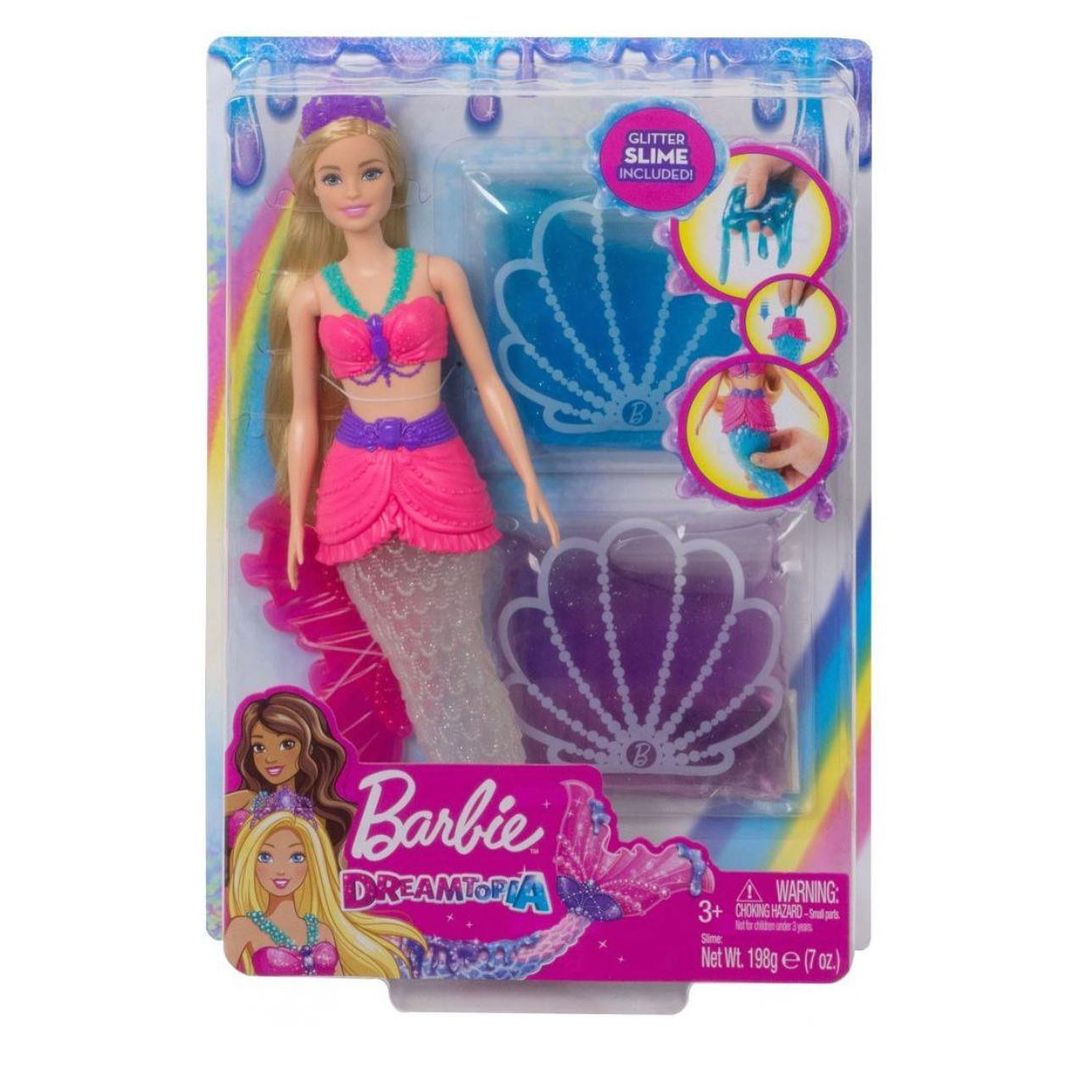 GLITTER
SLIME
INCLUDED!
B
B
Barbie™
DREAMTOPIA
3+
WARNING:
CHOKING HAZARD – Small parts.
Not for children under 3 years.
Slime:
Net Wt. 198g ℮ (7 oz.)